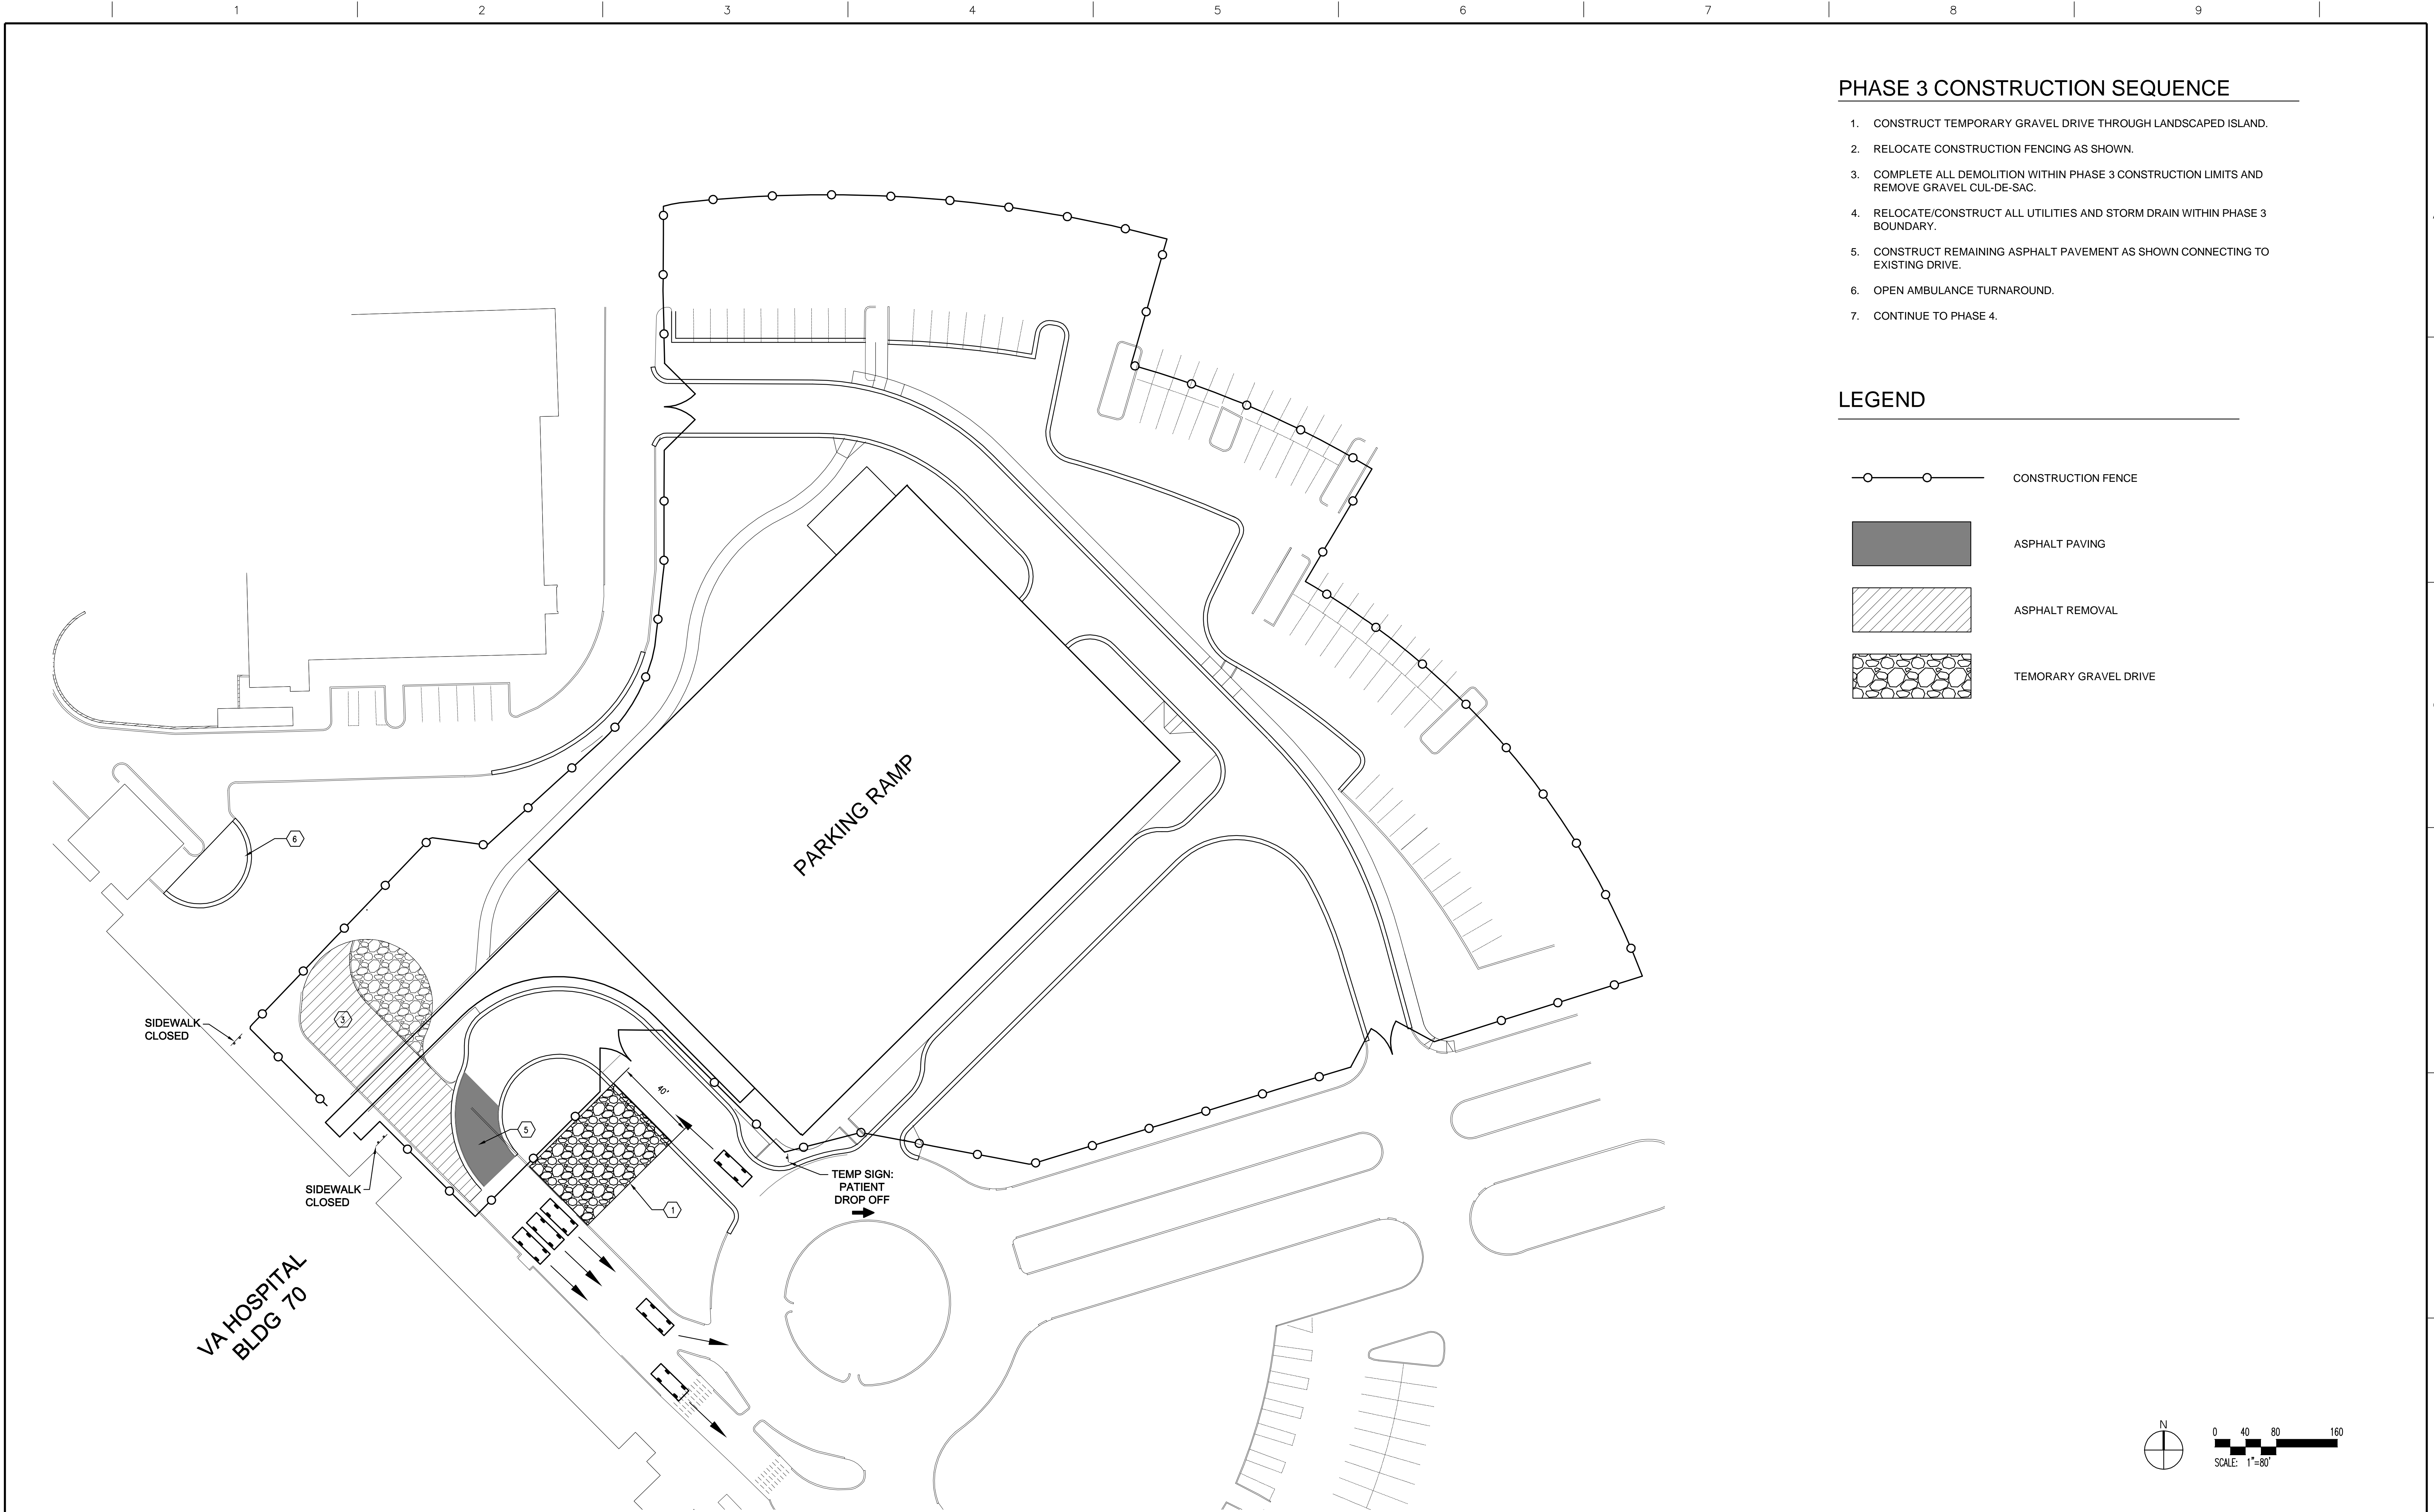 1 2 3 4 5 6 7 8 9
PHASE 3 CONSTRUCTION SEQUENCE
1. CONSTRUCT TEMPORARY GRAVEL DRIVE THROUGH LANDSCAPED ISLAND.
2. RELOCATE CONSTRUCTION FENCING AS SHOWN.
3. COMPLETE ALL DEMOLITION WITHIN PHASE 3 CONSTRUCTION LIMITS AND
REMOVE GRAVEL CUL-DE-SAC.
4. RELOCATE/CONSTRUCT ALL UTILITIES AND STORM DRAIN WITHIN PHASE 3
BOUNDARY.
5. CONSTRUCT REMAINING ASPHALT PAVEMENT AS SHOWN CONNECTING TO
EXISTING DRIVE.
6. OPEN AMBULANCE TURNAROUND.
7. CONTINUE TO PHASE 4.
LEGEND
CONSTRUCTION FENCE
ASPHALT PAVING
ASPHALT REMOVAL
TEMORARY GRAVEL DRIVE
PARKING RAMP
6
3
SIDEWALK
CLOSED
40'
5
SIDEWALK
CLOSED
TEMP SIGN:
PATIENT
DROP OFF
1
VA HOSPITAL
BLDG 70
N
0 40 80 160
SCALE: 1"=80'